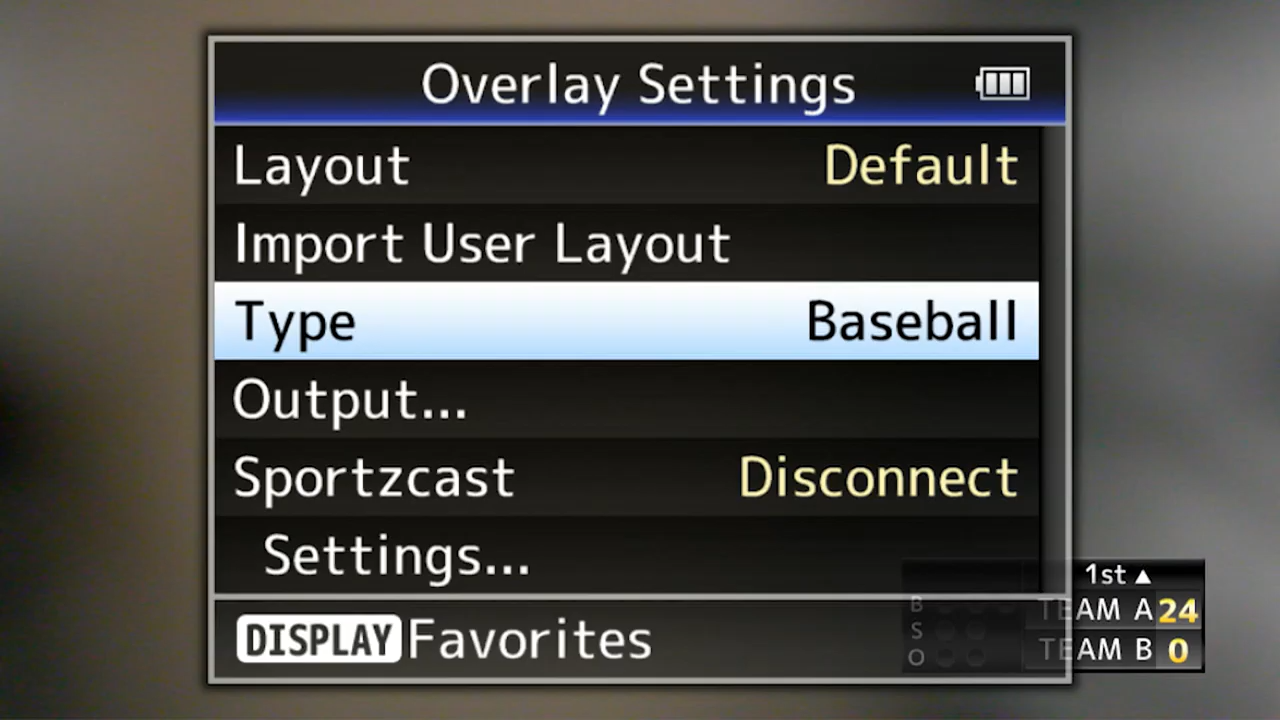 Overlay Settings
Layout Default
Import User Layout
Type Baseball
Output...
Sportzcast Disconnect
Settings...
DISPLAY Favorites
1st ▲
B
TEAM A 24
S
TEAM B 0
O